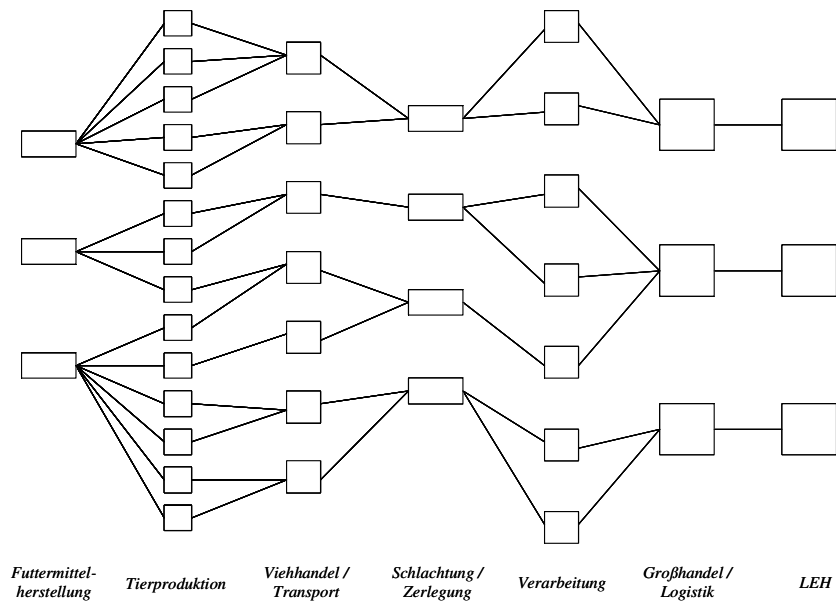 Futtermittel-
herstellung
Tierproduktion
Viehhandel /
Transport
Schlachtung /
Zerlegung
Verarbeitung
Großhandel /
Logistik
LEH